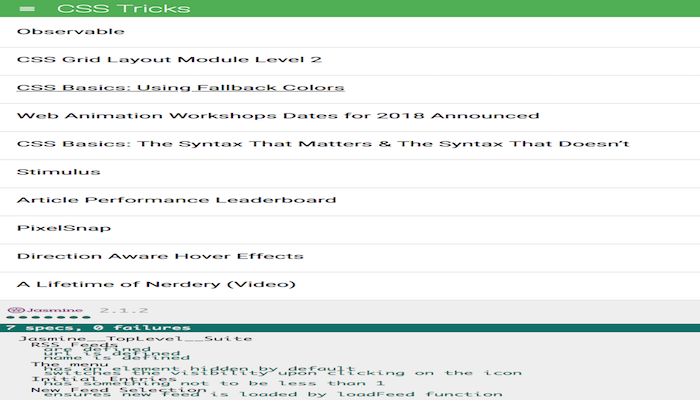 CSS Tricks
Observable
CSS Grid Layout Module Level 2
CSS Basics: Using Fallback Colors
Web Animation Workshops Dates for 2018 Announced
CSS Basics: The Syntax That Matters & The Syntax That Doesn't
Stimulus
Article Performance Leaderboard
PixelSnap
Direction Aware Hover Effects
A Lifetime of Nerdery (Video)
Jasmine 2.1.2
7 specs, 0 failures
Jasmine__TopLevel__Suite
RSS Feeds
are defined
url is defined
name is defined
The menu
has an element hidden by default
switches the visibility upon clicking on the icon
Initial Entries
has something not to be less than 1
New Feed Selection
ensures new feed is loaded by loadFeed function